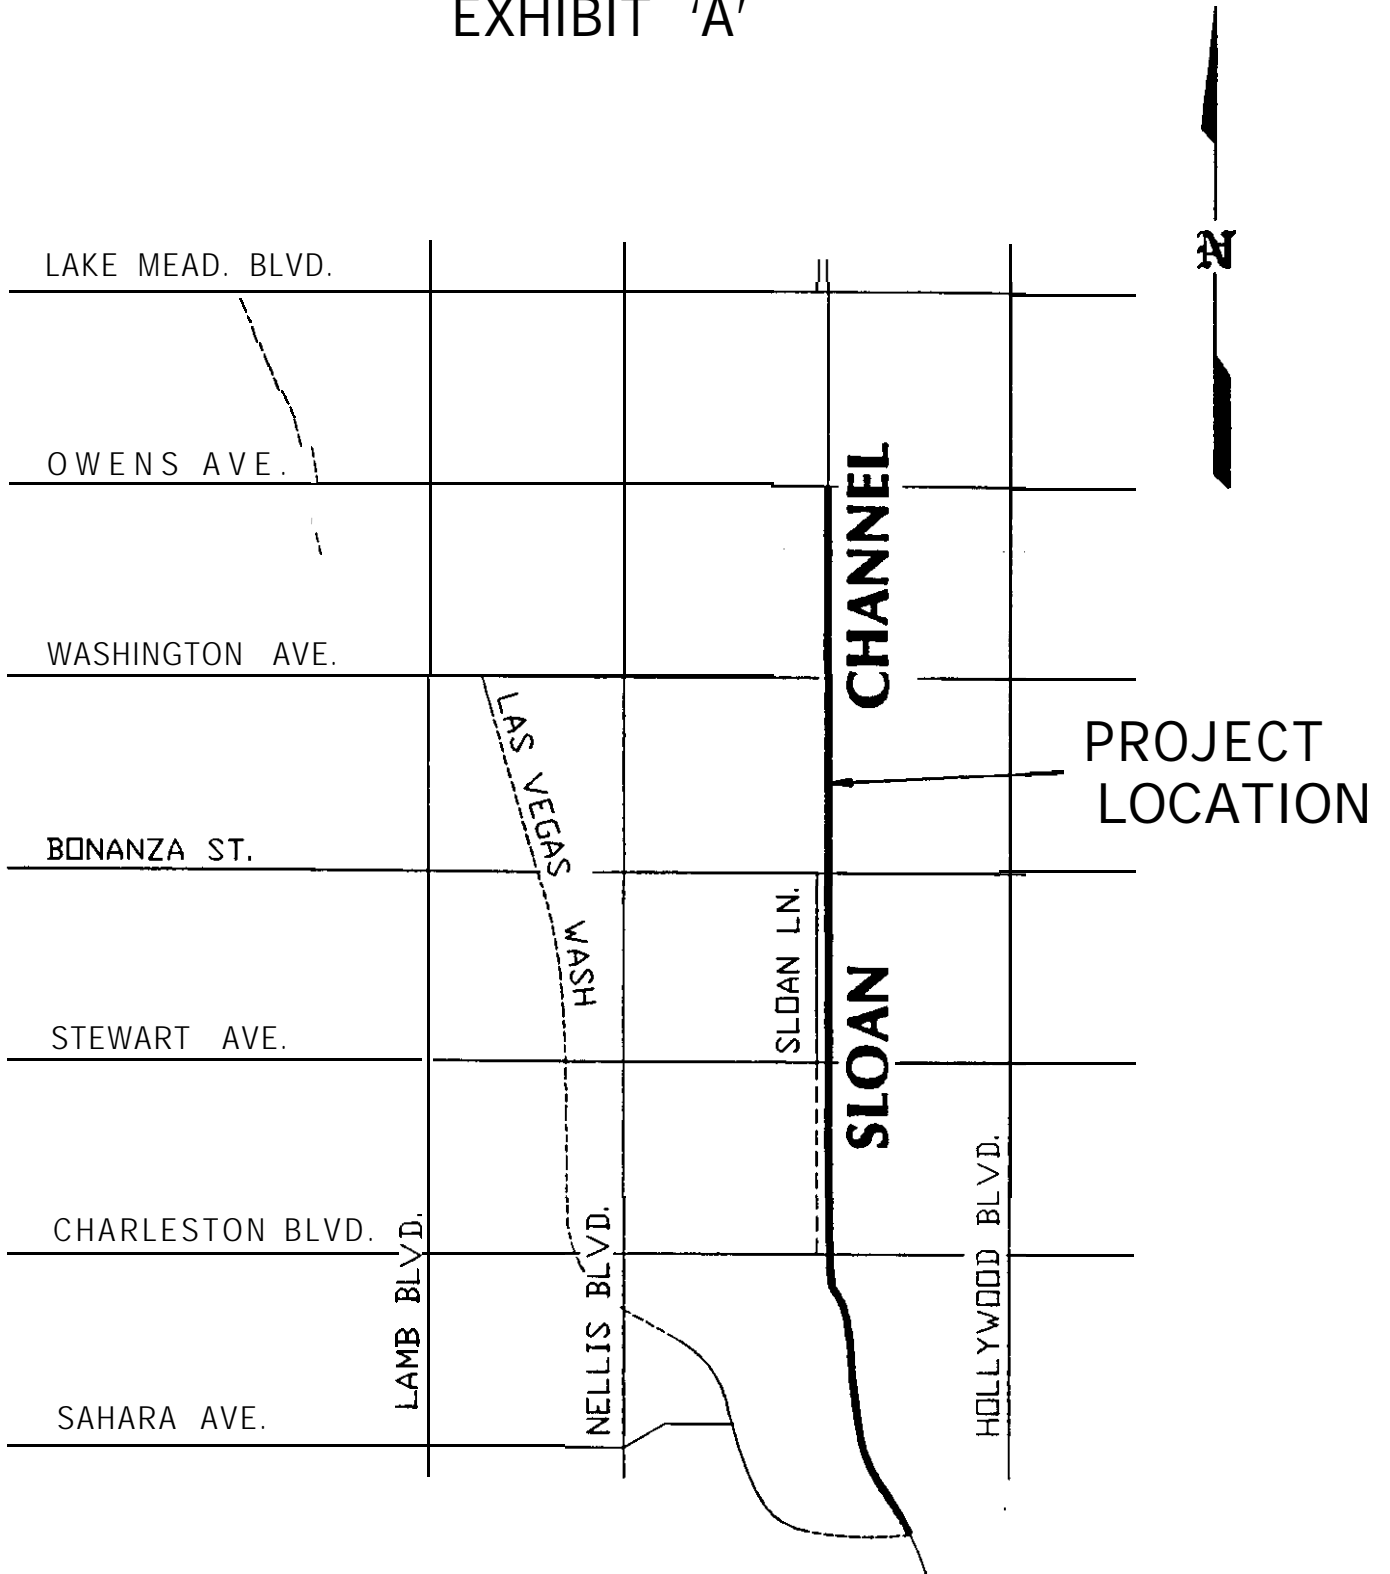 EXHIBIT 'A'
N
LAKE MEAD. BLVD.
OWENS AVE.
CHANNEL
WASHINGTON AVE.
LAS VEGAS WASH
PROJECT
LOCATION
BONANZA ST.
SLOAN LN.
SLOAN
STEWART AVE.
CHARLESTON BLVD.
LAMB BLVD.
NELLIS BLVD.
HOLLYWOOD BLVD.
SAHARA AVE.